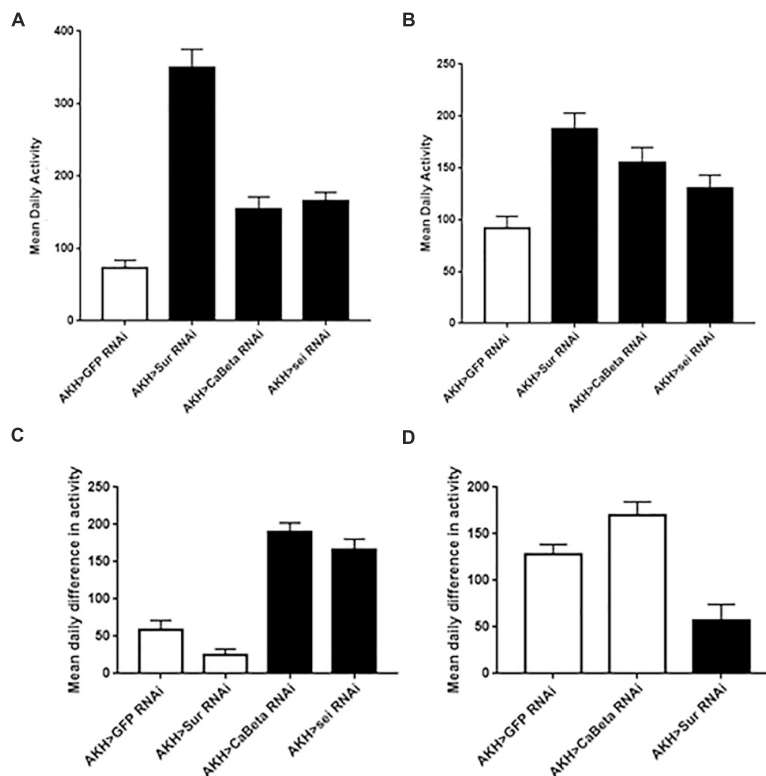 A
Mean Daily Activity
400
300
200
100
0
AKH>GFP RNAi
AKH>Sur RNAi
AKH>CaBeta RNAi
AKH>sei RNAi
B
Mean Daily Activity
250
200
150
100
50
0
AKH>GFP RNAi
AKH>Sur RNAi
AKH>CaBeta RNAi
AKH>sei RNAi
C
Mean daily difference in activity
250
200
150
100
50
0
AKH>GFP RNAi
AKH>Sur RNAi
AKH>CaBeta RNAi
AKH>sei RNAi
D
Mean daily difference in activity
200
150
100
50
0
AKH>GFP RNAi
AKH>CaBeta RNAi
AKH>Sur RNAi